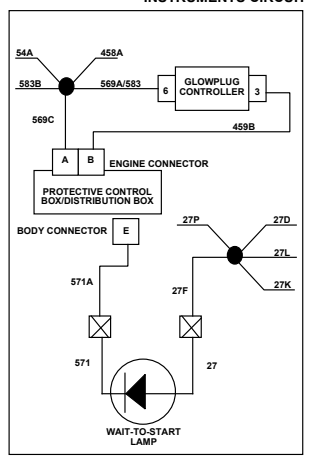 INSTRUMENTS CIRCUIT
54A
458A
583B
569A/583
6
GLOWPLUG
CONTROLLER
3
569C
459B
A
B
ENGINE CONNECTOR
PROTECTIVE CONTROL
BOX/DISTRIBUTION BOX
BODY CONNECTOR
E
27P
27D
27L
27K
571A
27F
571
27
WAIT-TO-START
LAMP